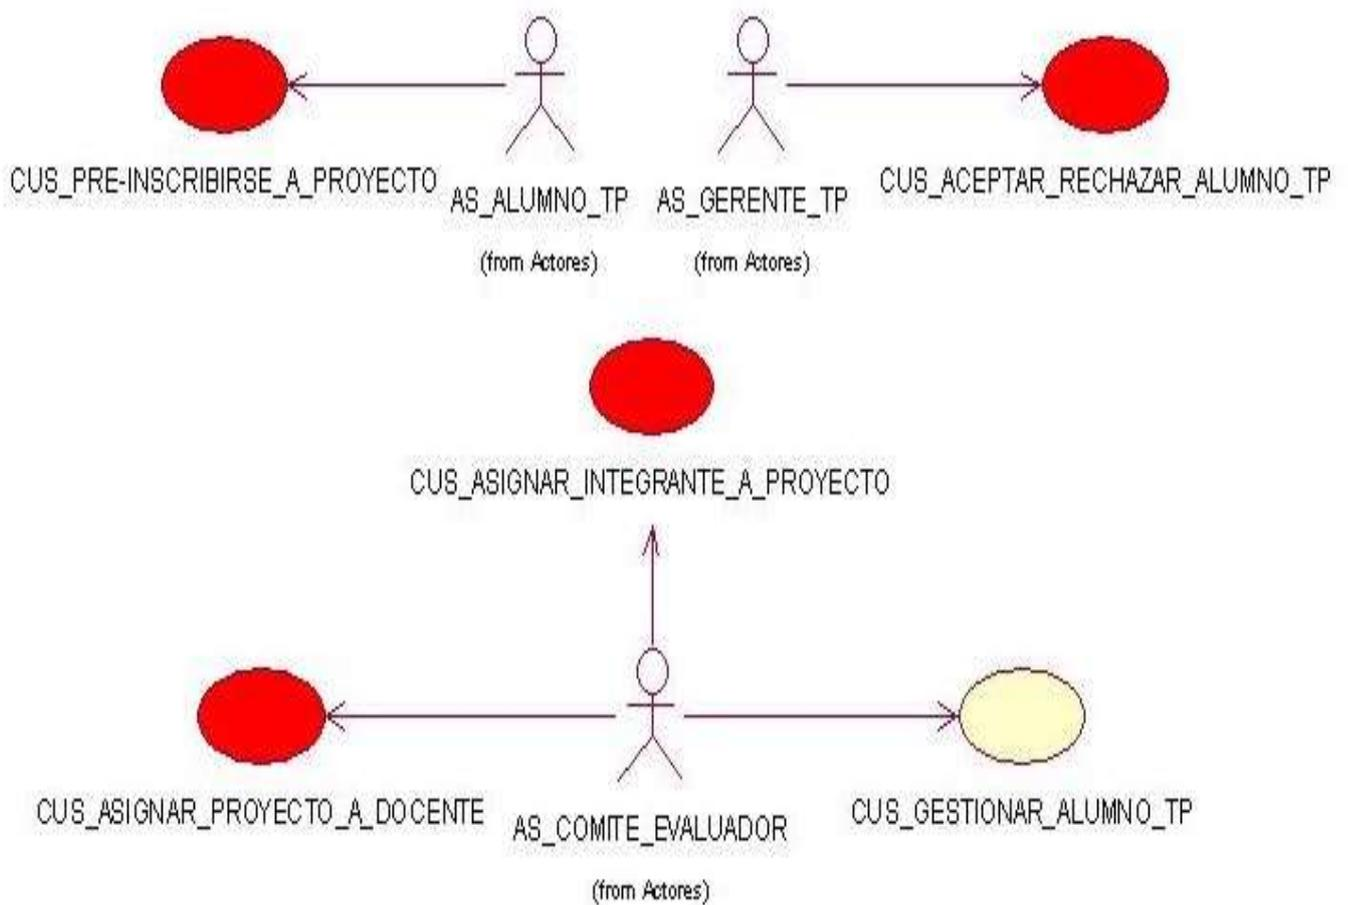 CUS_PRE-INSCRIBIRSE_A_PROYECTO
AS_ALUMNO_TP
(from Actores)
AS_GERENTE_TP
(from Actores)
CUS_ACEPTAR_RECHAZAR_ALUMNO_TP
CUS_ASIGNAR_INTEGRANTE_A_PROYECTO
CUS_ASIGNAR_PROYECTO_A_DOCENTE
AS_COMITE_EVALUADOR
(from Actores)
CUS_GESTIONAR_ALUMNO_TP